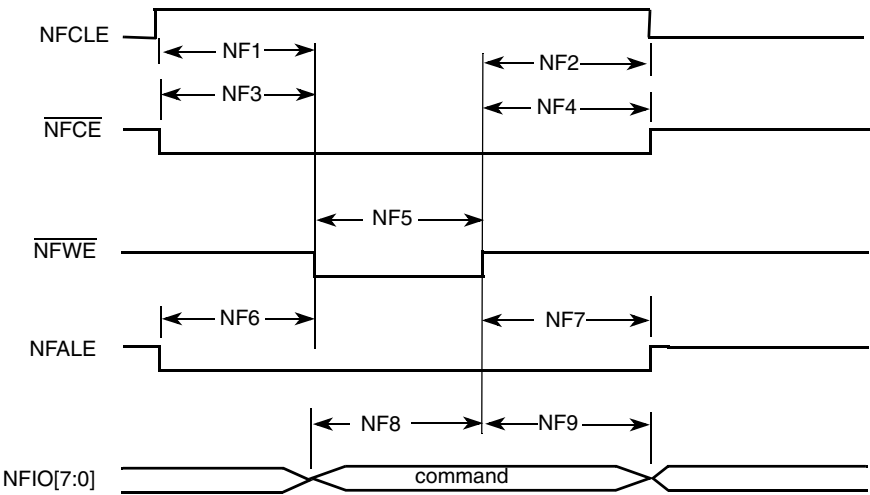 NFCLE
NF1
NF2
NF3
NF4
NFCE
NF5
NFWE
NF6
NF7
NFALE
NF8
NF9
NFIO[7:0]
command